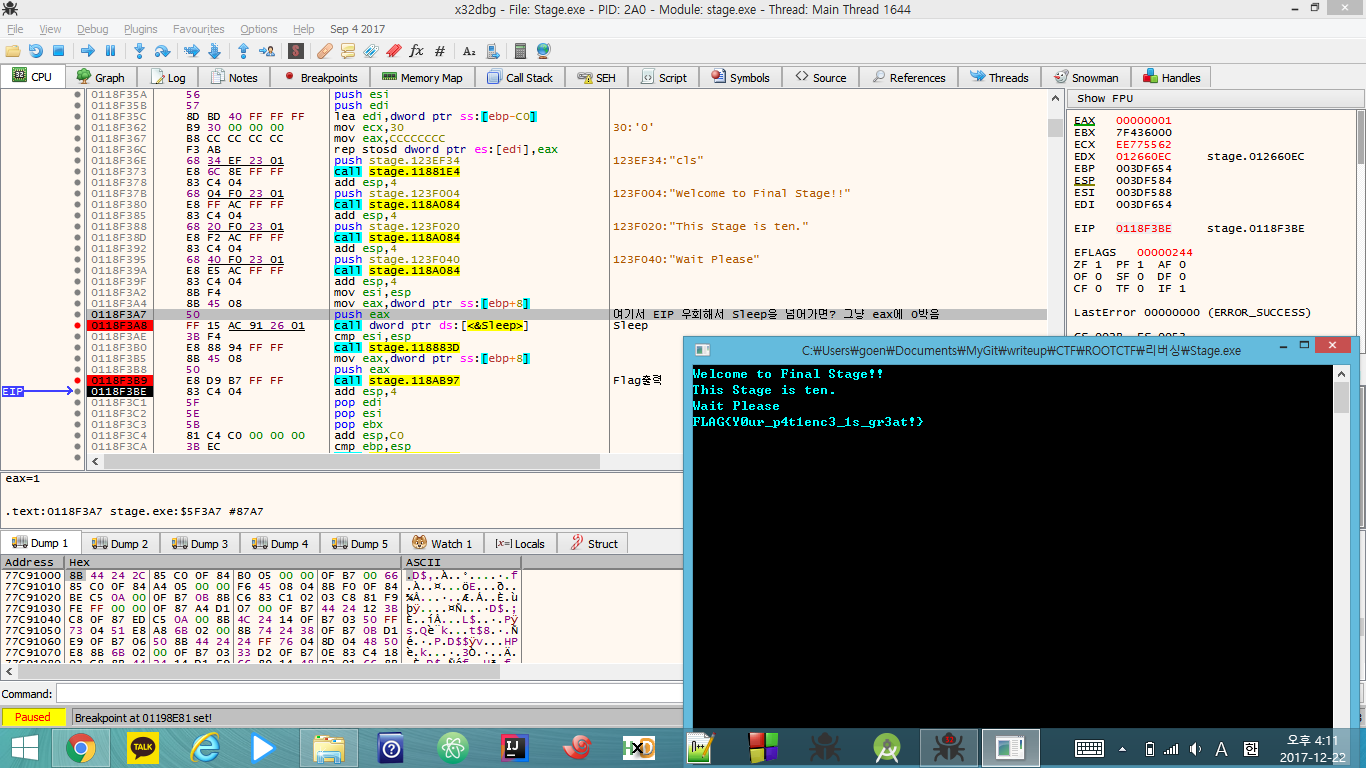 x32dbg - File: Stage.exe - PID: 2A0 - Module: stage.exe - Thread: Main Thread 1644
File View Debug Plugins Favourites Options Help Sep 4 2017
CPU Graph Log Notes Breakpoints Memory Map Call Stack SEH Script Symbols Source References Threads Snowman Handles
0118F35A 56 push esi
0118F35B 57 push edi
0118F35C 8D BD 40 FF FF FF lea edi,dword ptr ss:[ebp-C0]
0118F362 B9 30 00 00 00 mov ecx,30 30:'0'
0118F367 B8 CC CC CC CC mov eax,CCCCCCCC
0118F36C F3 AB rep stosd dword ptr es:[edi],eax
0118F36E 68 34 EF 23 01 push stage.123EF34 123EF34:"cls"
0118F373 E8 6C 8E FF FF call stage.11881E4
0118F378 83 C4 04 add esp,4
0118F37B 68 04 F0 23 01 push stage.123F004 123F004:"Welcome to Final Stage!!"
0118F380 E8 FF AC FF FF call stage.118A084
0118F385 83 C4 04 add esp,4
0118F388 68 20 F0 23 01 push stage.123F020 123F020:"This Stage is ten."
0118F38D E8 F2 AC FF FF call stage.118A084
0118F392 83 C4 04 add esp,4
0118F395 68 40 F0 23 01 push stage.123F040 123F040:"Wait Please"
0118F39A E8 E5 AC FF FF call stage.118A084
0118F39F 83 C4 04 add esp,4
0118F3A2 8B F4 mov esi,esp
0118F3A4 8B 45 08 mov eax,dword ptr ss:[ebp+8]
0118F3A7 50 push eax 여기서 EIP 우회해서 Sleep을 넘어가면? 그냥 eax에 0박음
0118F3A8 FF 15 AC 91 26 01 call dword ptr ds:[<&Sleep>] Sleep
0118F3AE 3B F4 cmp esi,esp
0118F3B0 E8 88 94 FF FF call stage.118883D
0118F3B5 8B 45 08 mov eax,dword ptr ss:[ebp+8]
0118F3B8 50 push eax
0118F3B9 E8 D9 B7 FF FF call stage.118AB97 Flag출력
EIP 0118F3BE 83 C4 04 add esp,4
0118F3C1 5F pop edi
0118F3C2 5E pop esi
0118F3C3 5B pop ebx
0118F3C4 81 C4 C0 00 00 00 add esp,C0
0118F3CA 3B EC cmp ebp,esp
Show FPU
EAX 00000001
EBX 7F436000
ECX EE775562
EDX 012660EC stage.012660EC
EBP 003DF654
ESP 003DF584
ESI 003DF588
EDI 003DF654
EIP 0118F3BE stage.0118F3BE
EFLAGS 00000244
ZF 1 PF 1 AF 0
OF 0 SF 0 DF 0
CF 0 TF 0 IF 1
LastError 00000000 (ERROR_SUCCESS)
C:₩Users₩goen₩Documents₩MyGit₩writeup₩CTF₩ROOTCTF₩리버싱₩Stage.exe
Welcome to Final Stage!!
This Stage is ten.
Wait Please
FLAG{Y0ur_p4t1enc3_1s_gr3at!}
eax=1
.text:0118F3A7 stage.exe:$5F3A7 #87A7
Dump 1 Dump 2 Dump 3 Dump 4 Dump 5 Watch 1 Locals Struct
Address Hex ASCII
77C91000 8B 44 24 2C 85 C0 0F 84 B0 05 00 00 0F B7 00 66
77C91010 85 C0 0F 84 A4 05 00 00 F6 45 08 04 8B F0 0F 84
77C91020 BE C5 0A 00 0F B7 0B 8B C6 83 C1 02 03 C8 81 F9
77C91030 FE FF 00 00 0F 87 A4 D1 07 00 0F B7 44 24 12 3B
77C91040 C8 0F 87 ED C5 0A 00 8B 4C 24 14 0F B7 03 50 FF
77C91050 73 04 51 E8 A8 6B 02 00 8B 74 24 38 0F B7 0B D1
77C91060 E9 0F B7 06 50 8B 44 24 24 FF 76 04 8D 04 48 50
77C91070 E8 8B 6B 02 00 0F B7 03 33 D2 0F B7 0E 83 C4 18
Command:
Paused Breakpoint at 01198E81 set!
TALK
A
오후 4:11
2017-12-22